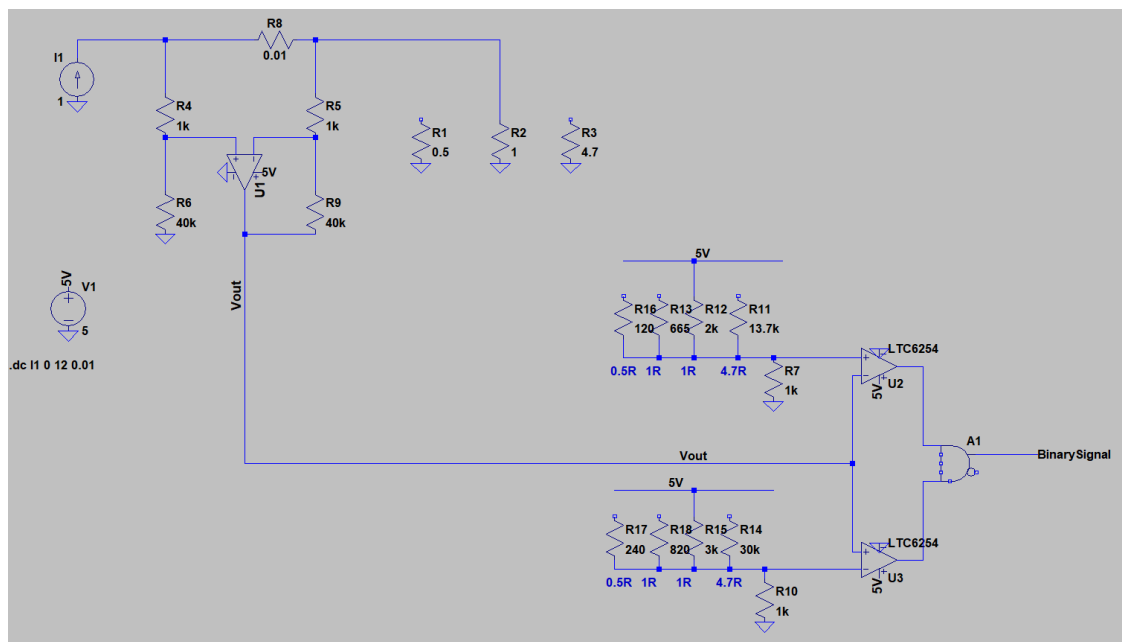 R8
0.01
I1
1
R4
1k
R5
1k
R1
0.5
R2
1
R3
4.7
5V
U1
R6
40k
R9
40k
5V
V1
5
.dc I1 0 12 0.01
Vout
5V
R16
120
R13
665
R12
2k
R11
13.7k
0.5R
1R
1R
4.7R
R7
1k
LTC6254
U2
5V
A1
BinarySignal
Vout
5V
R17
240
R18
820
R15
3k
R14
30k
0.5R
1R
1R
4.7R
R10
1k
LTC6254
U3
5V